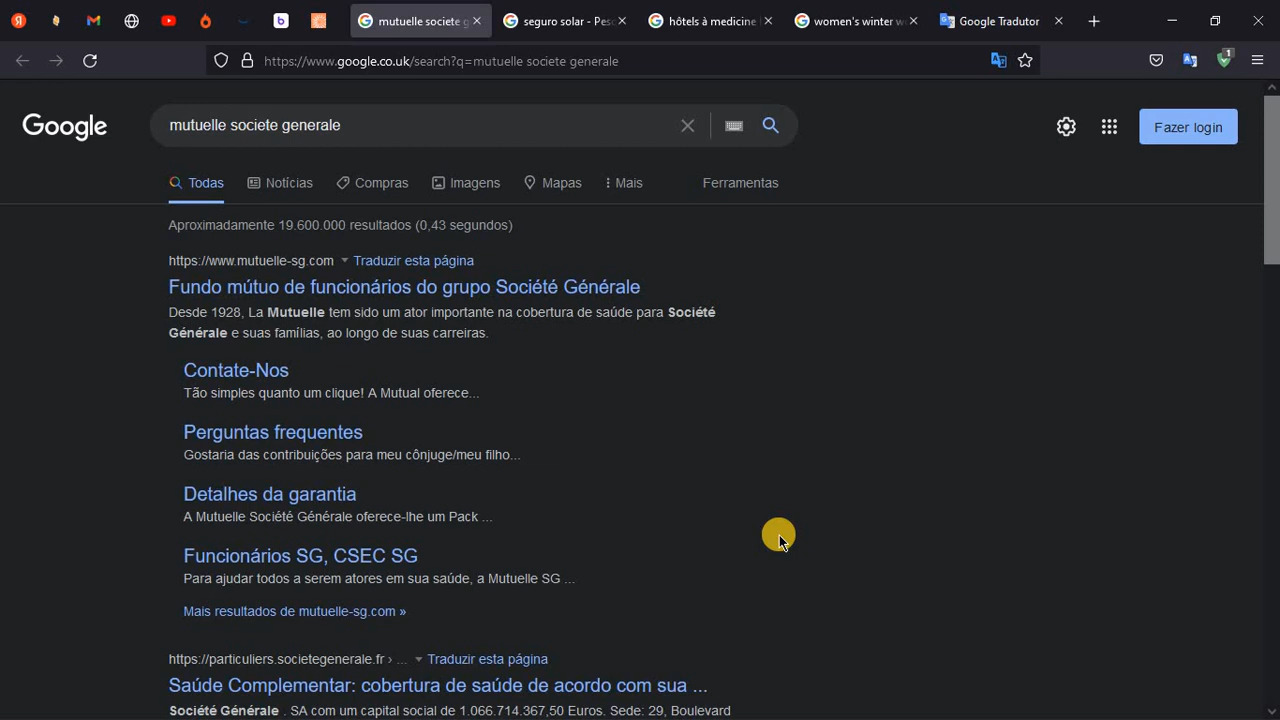 mutuelle societe g
seguro solar - Pes
hôtels à medicine
women's winter w
Google Tradutor
https://www.google.co.uk/search?q=mutuelle societe generale
1
Google
mutuelle societe generale
Fazer login
Todas Notícias Compras Imagens Mapas Mais Ferramentas
Aproximadamente 19.600.000 resultados (0,43 segundos)
https://www.mutuelle-sg.com Traduzir esta página
Fundo mútuo de funcionários do grupo Société Générale
Desde 1928, La Mutuelle tem sido um ator importante na cobertura de saúde para Société
Générale e suas famílias, ao longo de suas carreiras.
Contate-Nos
Tão simples quanto um clique! A Mutual oferece...
Perguntas frequentes
Gostaria das contribuições para meu cônjuge/meu filho...
Detalhes da garantia
A Mutuelle Société Générale oferece-lhe um Pack ...
Funcionários SG, CSEC SG
Para ajudar todos a serem atores em sua saúde, a Mutuelle SG ...
Mais resultados de mutuelle-sg.com »
https://particuliers.societegenerale.fr › ... Traduzir esta página
Saúde Complementar: cobertura de saúde de acordo com sua ...
Société Générale . SA com um capital social de 1.066.714.367,50 Euros. Sede: 29, Boulevard